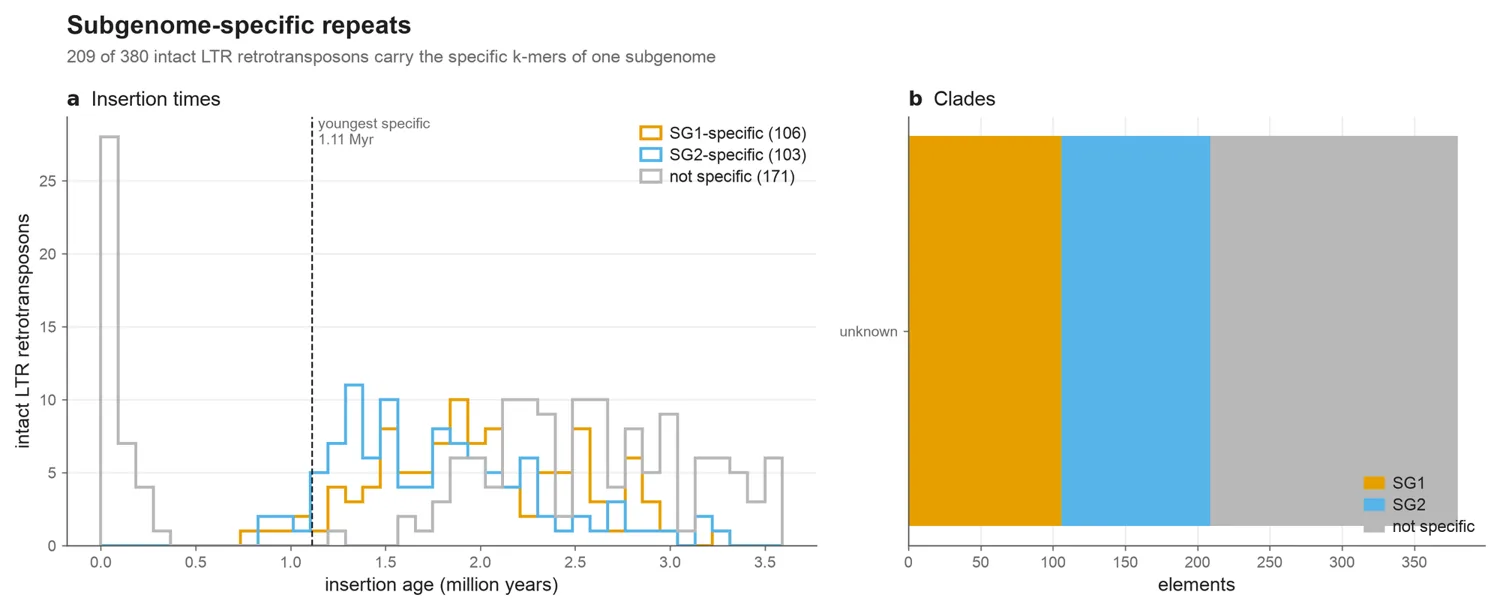 Subgenome-specific repeats
209 of 380 intact LTR retrotransposons carry the specific k-mers of one subgenome
a Insertion times
youngest specific
1.11 Myr
SG1-specific (106)
SG2-specific (103)
not specific (171)
intact LTR retrotransposons
25
20
15
10
5
0
0.0 0.5 1.0 1.5 2.0 2.5 3.0 3.5
insertion age (million years)
b Clades
unknown
SG1
SG2
not specific
0 50 100 150 200 250 300 350
elements